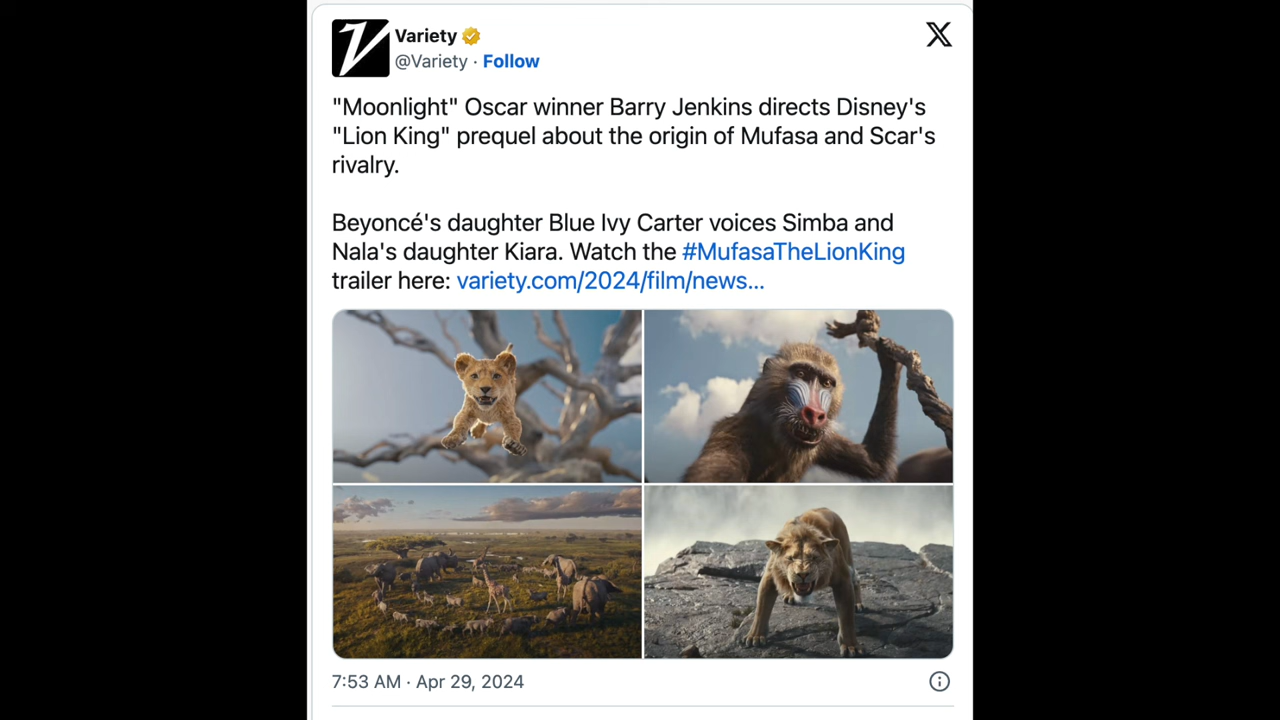 Variety
@Variety · Follow
"Moonlight" Oscar winner Barry Jenkins directs Disney's
"Lion King" prequel about the origin of Mufasa and Scar's
rivalry.
Beyoncé's daughter Blue Ivy Carter voices Simba and
Nala's daughter Kiara. Watch the #MufasaTheLionKing
trailer here: variety.com/2024/film/news...
7:53 AM · Apr 29, 2024